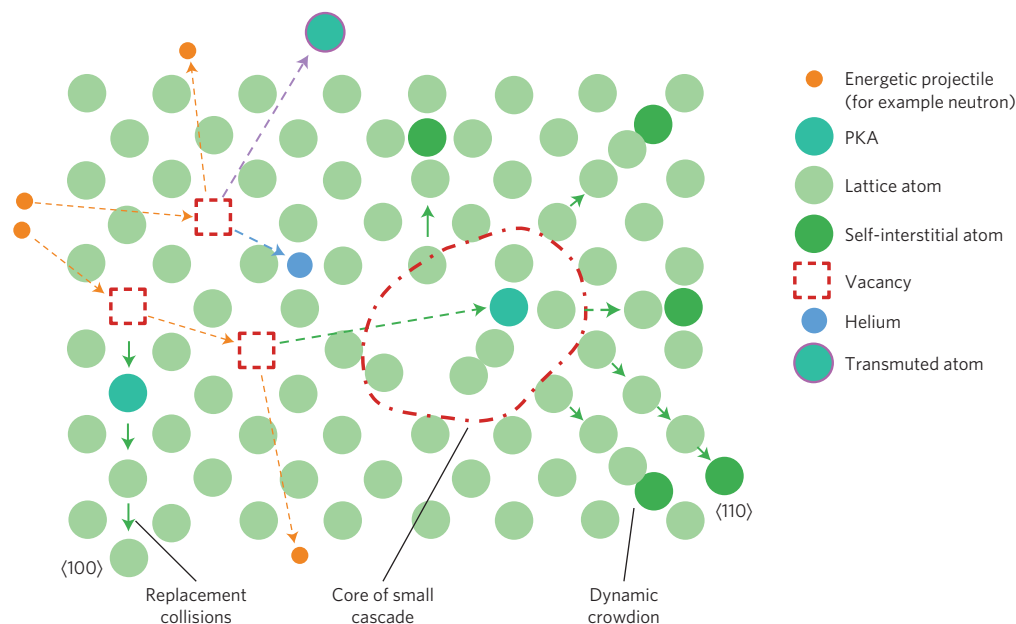 Energetic projectile
(for example neutron)
PKA
Lattice atom
Self-interstitial atom
Vacancy
Helium
Transmuted atom
⟨110⟩
⟨100⟩
Replacement
collisions
Core of small
cascade
Dynamic
crowdion